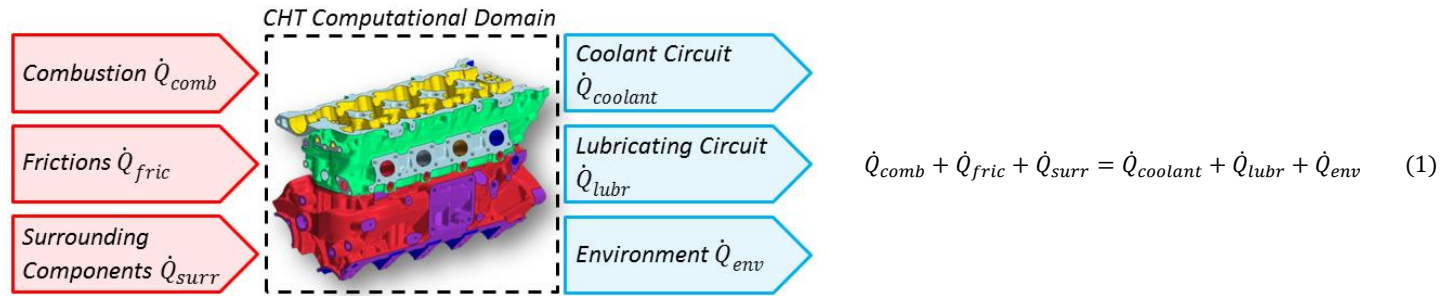 CHT Computational Domain
Combustion Q̇comb
Frictions Q̇fric
Surrounding
Components Q̇surr
Coolant Circuit
Q̇coolant
Lubricating Circuit
Q̇lubr
Environment Q̇env
Q̇comb + Q̇fric + Q̇surr = Q̇coolant + Q̇lubr + Q̇env (1)